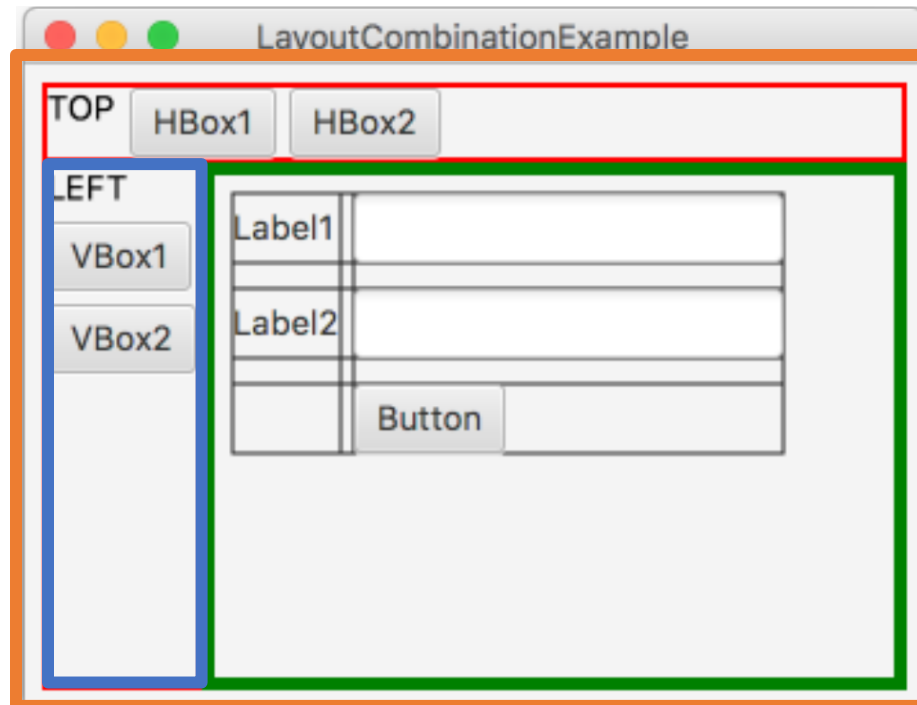 LayoutCombinationExample
TOP HBox1 HBox2
LEFT
VBox1
VBox2
Label1
Label2
Button